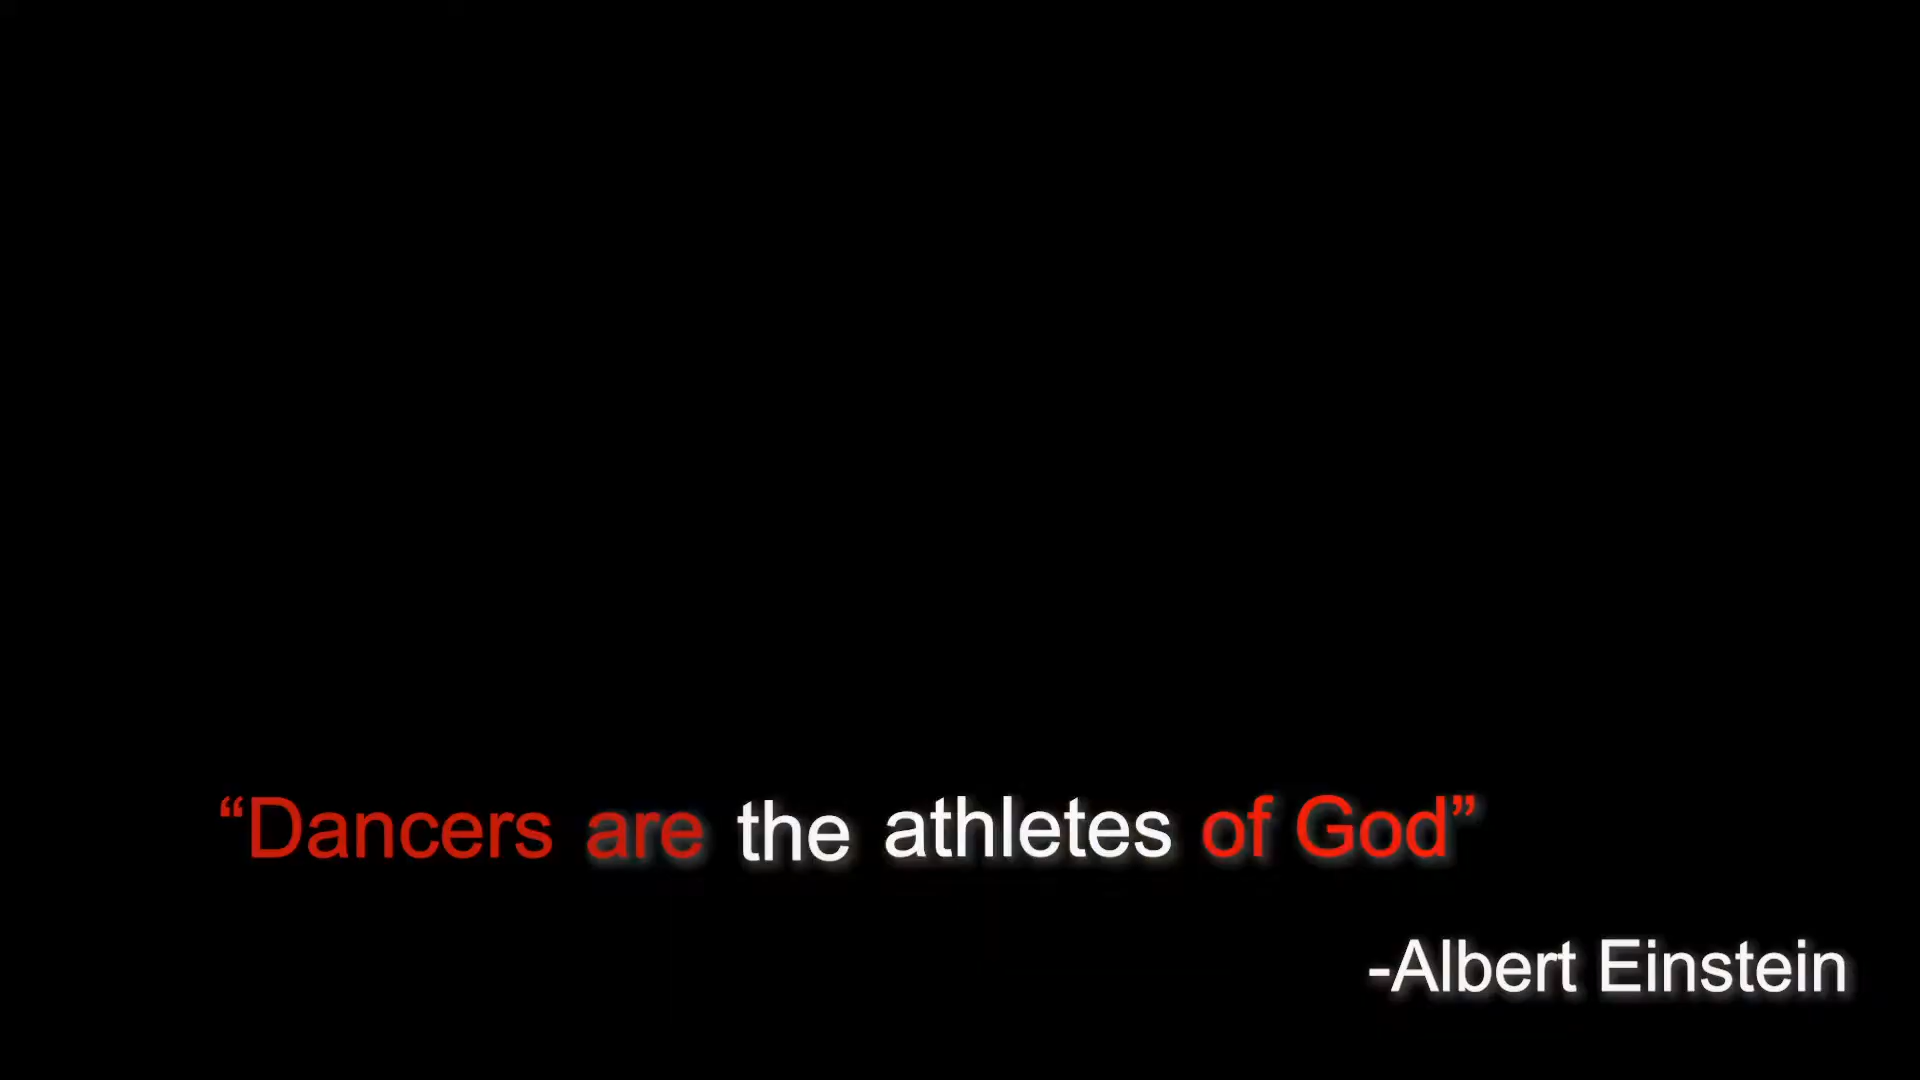 “Dancers are the athletes of God”
-Albert Einstein